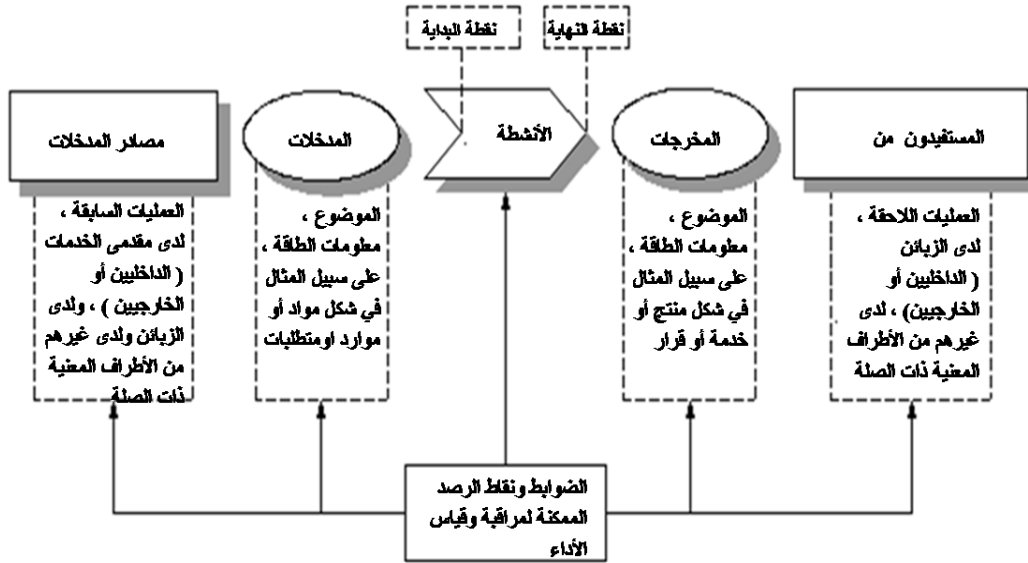 نقطة البداية
نقطة النهاية
مصادر المدخلات
المدخلات
الأنشطة
المخرجات
المستفيدون من
العمليات السابقة ،
لدى مقدمى الخدمات
( الداخليين أو
الخارجيين ) ، ولدى
الزبائن ولدى غيرهم
من الأطراف المعنية
ذات الصلة
الموضوع ،
معلومات الطاقة ،
على سبيل المثال
في شكل مواد أو
موارد اومتطلبات
الموضوع ،
معلومات الطاقة ،
على سبيل المثال
في شكل منتج أو
خدمة أو قرار
العمليات اللاحقة ،
لدى الزبائن
( الداخليين أو
الخارجيين) ، لدى
غيرهم من الأطراف
المعنية ذات الصلة
الضوابط ونقاط الرصد
الممكنة لمراقبة وقياس
الأداء